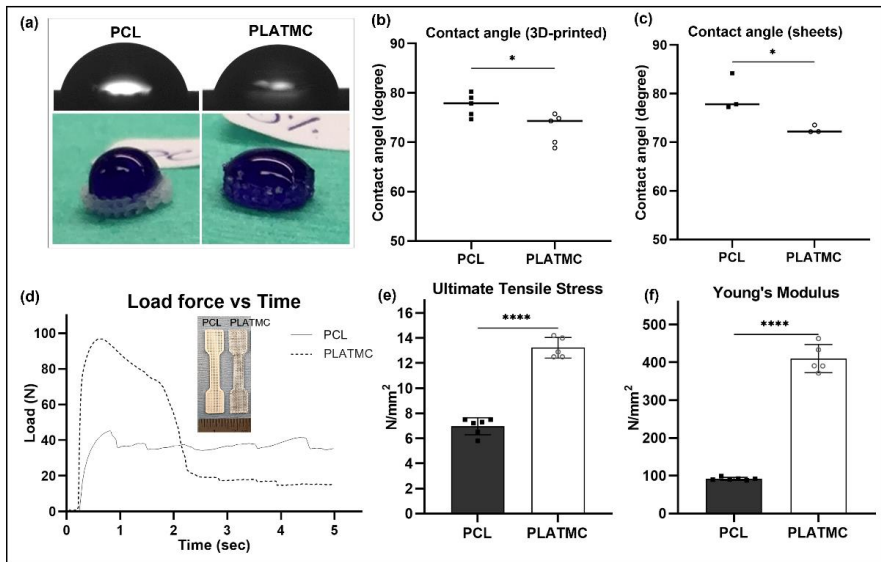 (a)
PCL PLATMC
(b)
Contact angle (3D-printed)
*
Contact angel (degree)
90
80
70
60
50
PCL PLATMC
(c)
Contact angle (sheets)
*
Contact angle (degree)
90
80
70
60
50
PCL PLATMC
(d)
Load force vs Time
PCL PLATMC
PCL
PLATMC
Load (N)
100
80
60
40
20
0
0 1 2 3 4 5
Time (sec)
(e)
Ultimate Tensile Stress
****
N/mm²
16
14
12
10
8
6
4
2
0
PCL PLATMC
(f)
Young's Modulus
****
N/mm²
500
400
300
200
100
0
PCL PLATMC